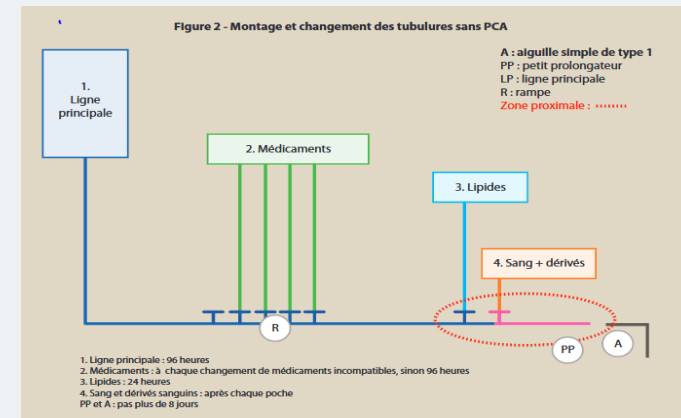 Figure 2 - Montage et changement des tubulures sans PCA
A : aiguille simple de type 1
PP : petit prolongateur
LP : ligne principale
R : rampe
Zone proximale :
1.
Ligne
principale
2. Médicaments
3. Lipides
4. Sang + dérivés
R
PP
A
1. Ligne principale : 96 heures
2. Médicaments : à chaque changement de médicaments incompatibles, sinon 96 heures
3. Lipides : 24 heures
4. Sang et dérivés sanguins : après chaque poche
PP et A : pas plus de 8 jours